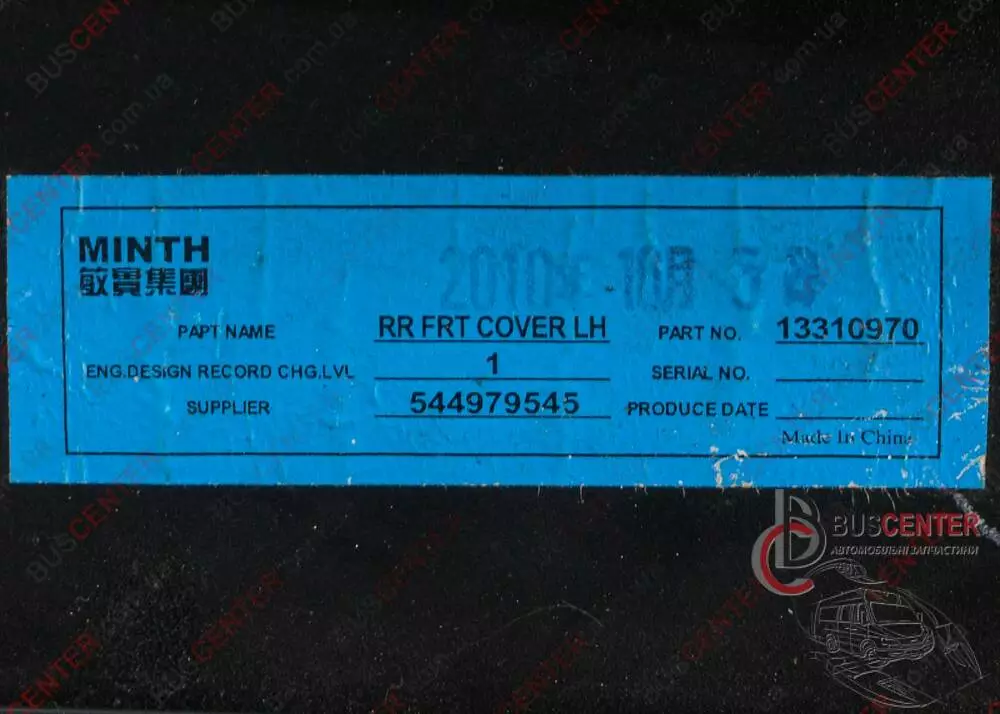 MINTH
敏實集團
2010年 10月
PAPT NAME RR FRT COVER LH PART NO. 13310970
ENG.DESIGN RECORD CHG.LVL 1 SERIAL NO.
SUPPLIER 544979545 PRODUCE DATE
Made In China
BUSCENTER
АВТОМОБІЛЬНІ ЗАПЧАСТИНИ